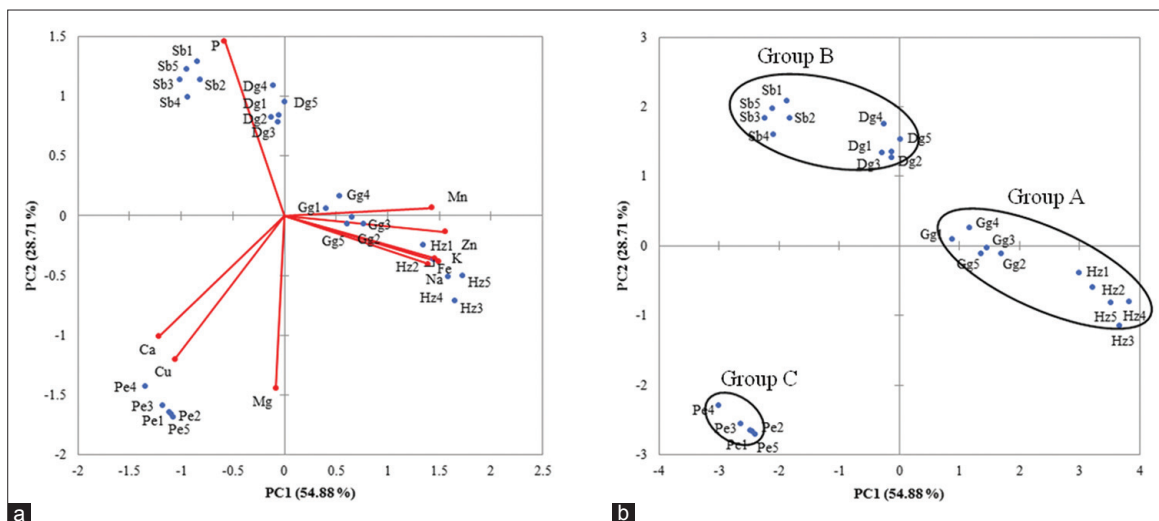 1.5
1
0.5
0
-0.5
-1
-1.5
-2
PC2 (28.71 %)
P
Sb1
Sb5
Sb3
Sb2
Sb4
Dg4
Dg1
Dg5
Dg2
Dg3
Gg4
Gg1
Gg3
Gg5
Gg2
Mn
Zn
Hz1
K
Hz2
Fe
Na
Hz5
Hz4
Hz3
Ca
Cu
Mg
Pe4
Pe3
Pe1
Pe2
Pe5
-2
-1.5
-1
-0.5
0
0.5
1
1.5
2
2.5
PC1 (54.88 %)
a
3
2
1
0
-1
-2
-3
PC2 (28.71 %)
Group B
Sb1
Sb5
Sb3
Sb2
Sb4
Dg4
Dg5
Dg1
Dg3
Dg2
Group A
Gg4
Gg1
Gg3
Gg5
Gg2
Hz1
Hz2
Hz5
Hz4
Hz3
Group C
Pe4
Pe3
Pe2
Pe1
Pe5
-4
-3
-2
-1
0
1
2
3
4
PC1 (54.88 %)
b